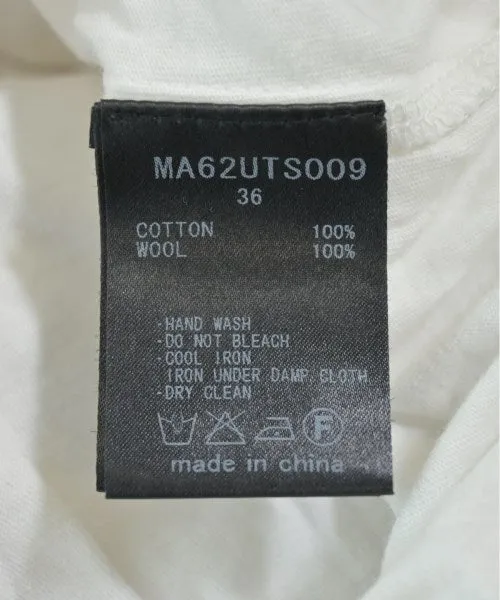 MA62UTS009
36
COTTON 100%
WOOL 100%
·HAND WASH
·DO NOT BLEACH
·COOL IRON
IRON UNDER DAMP CLOTH
·DRY CLEAN
F
made in china